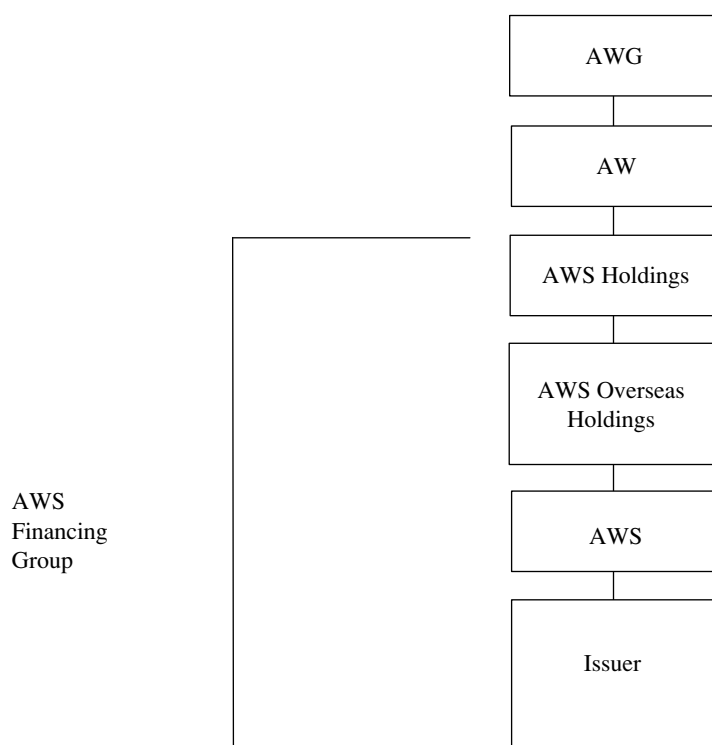 AWG
AW
AWS Holdings
AWS Overseas
Holdings
AWS
Financing
Group
AWS
Issuer